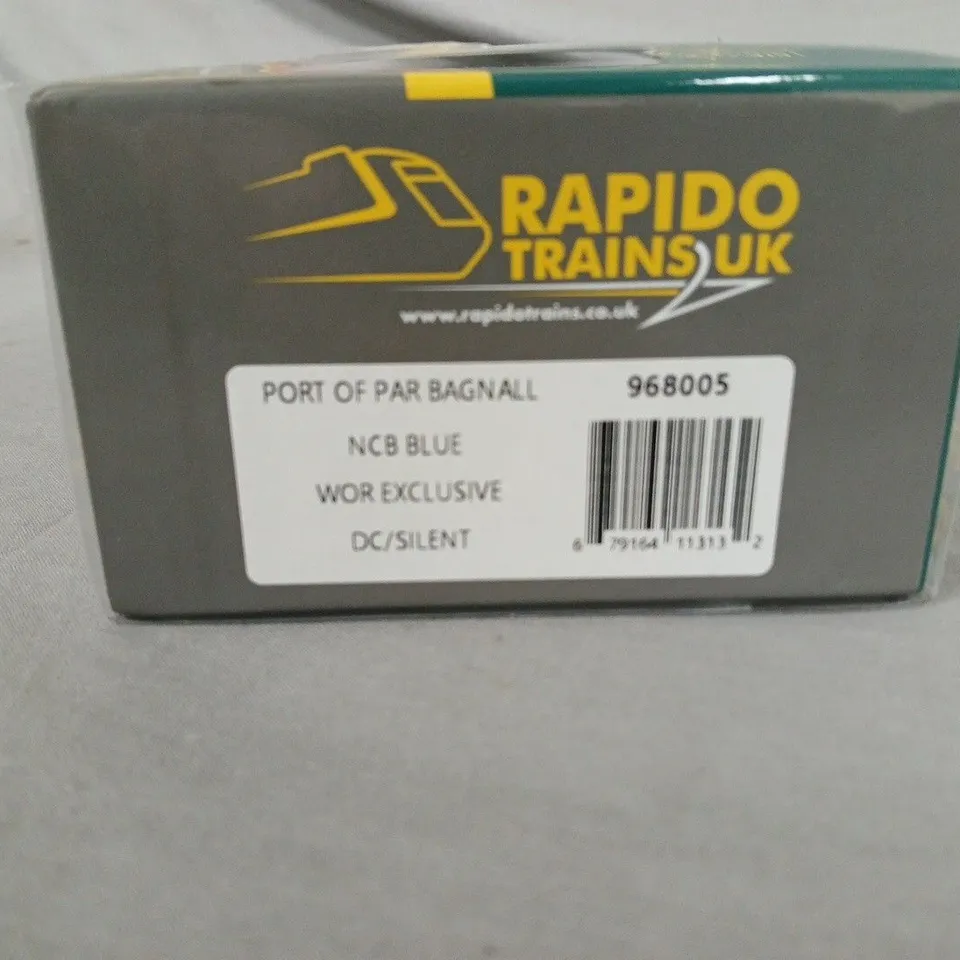 RAPIDO
TRAINS UK
www.rapidotrains.co.uk
PORT OF PAR BAGNALL
968005
NCB BLUE
WOR EXCLUSIVE
DC/SILENT
6 79164 11313 2